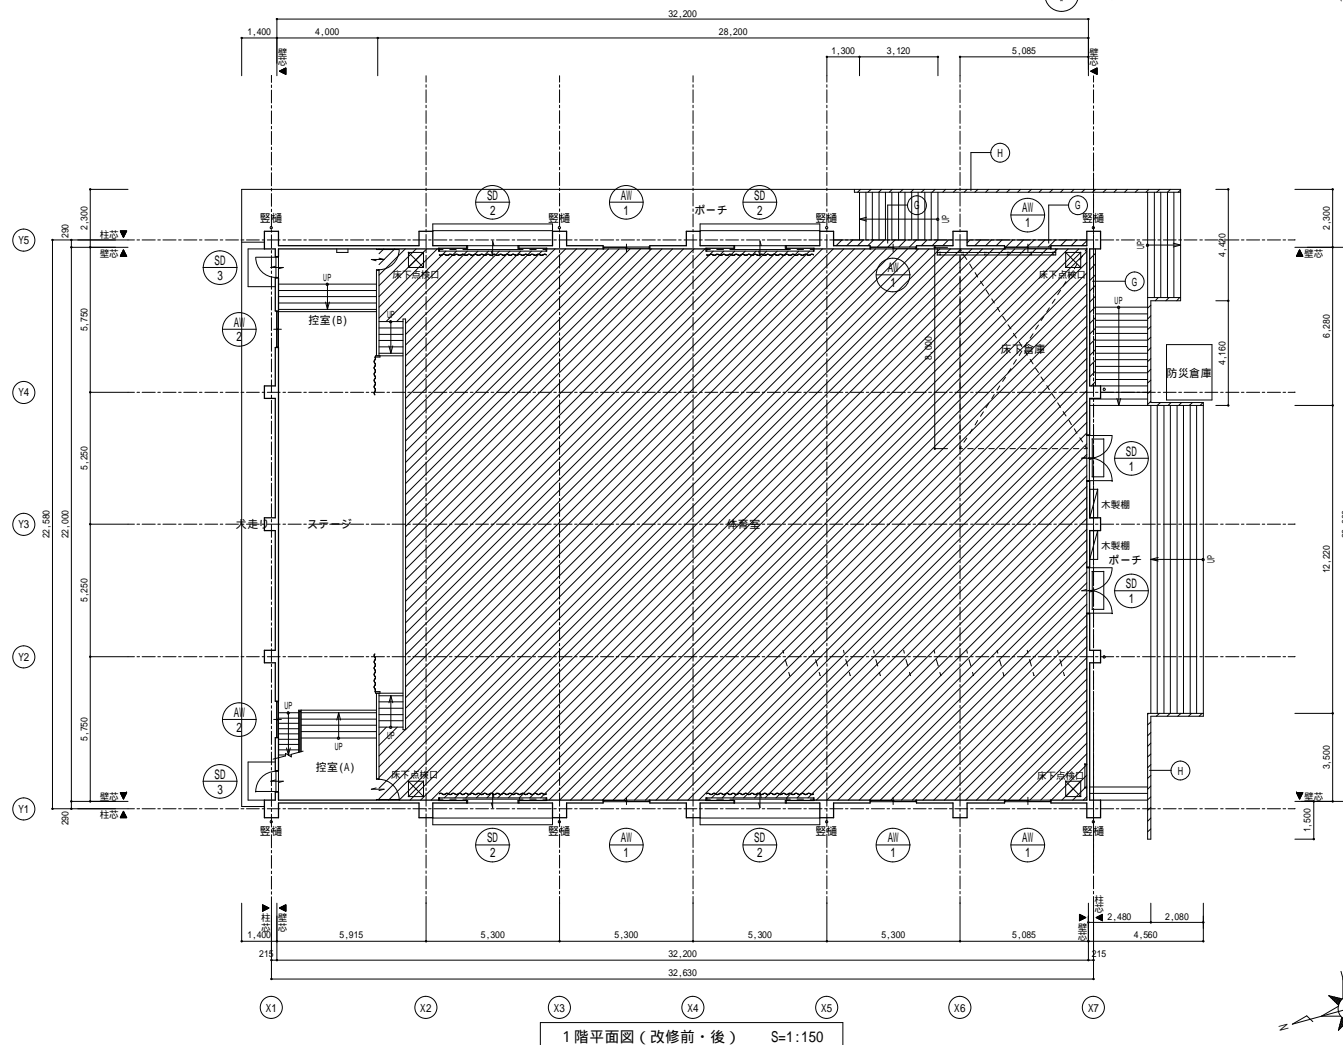 32,200
1,400 4,000 28,200
壁芯 1,300 3,120 5,085 壁芯
H
SD 2 AW 1 SD 2 ポーチ G AW 1 G
竪樋 竪樋 竪樋 竪樋
UP
2,300 290 柱芯 壁芯
Y5
2,300 4,420 壁芯
SD 3 床下点検口 AW 1 床下点検口 UP
UP G
控室(B) UP UP
AW 2
5,750 8,000 床下倉庫 4,160 6,280
防災倉庫
Y4
SD 1
5,250
木製棚
Y3 22,580 22,000 犬走り ステージ 体育室
木製棚
ポーチ UP 12,220
SD 1
5,250
Y2
AW 2 UP UP UP
5,750
控室(A)
SD 3 床下点検口 床下点検口 H 3,500
壁芯 壁芯
Y1
290 柱芯 1,500
竪樋 竪樋 竪樋 竪樋
SD 2 AW 1 SD 2 AW 1 AW 1
柱芯 壁芯 壁芯 柱芯
2,480 2,080
1,400 5,915 5,300 5,300 5,300 5,300 5,085 4,560
215 32,200 215
32,630
X1 X2 X3 X4 X5 X6 X7
1階平面図(改修前・後) S=1:150
N